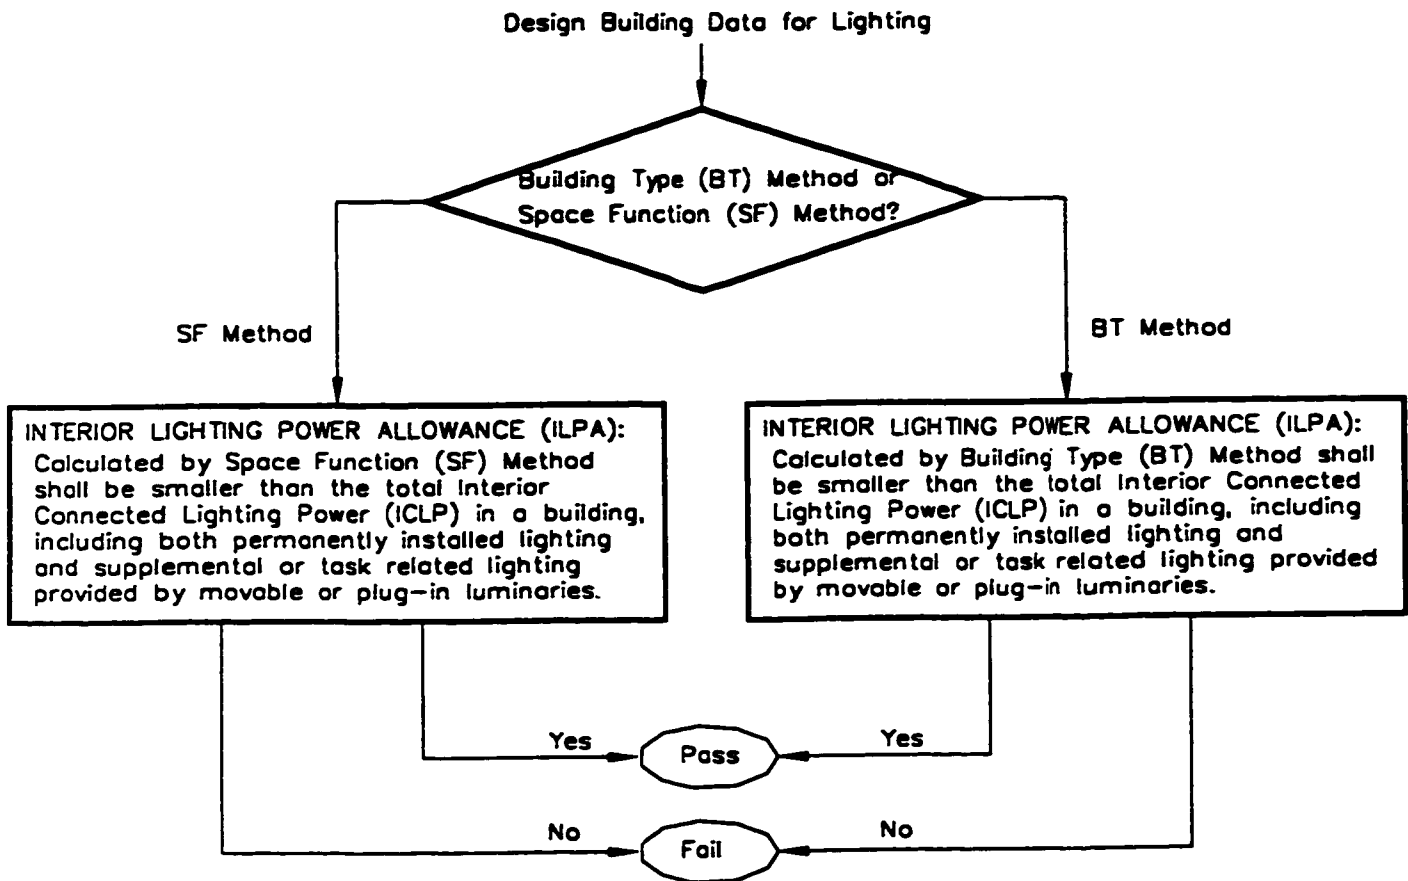 Design Building Data for Lighting
Building Type (BT) Method or
Space Function (SF) Method?
SF Method
BT Method
INTERIOR LIGHTING POWER ALLOWANCE (ILPA):
Calculated by Space Function (SF) Method
shall be smaller than the total Interior
Connected Lighting Power (ICLP) in a building,
including both permanently installed lighting
and supplemental or task related lighting
provided by movable or plug-in luminaries.
INTERIOR LIGHTING POWER ALLOWANCE (ILPA):
Calculated by Building Type (BT) Method shall
be smaller than the total Interior Connected
Lighting Power (ICLP) in a building, including
both permanently installed lighting and
supplemental or task related lighting provided
by movable or plug-in luminaries.
Yes
Pass
Yes
No
Fail
No